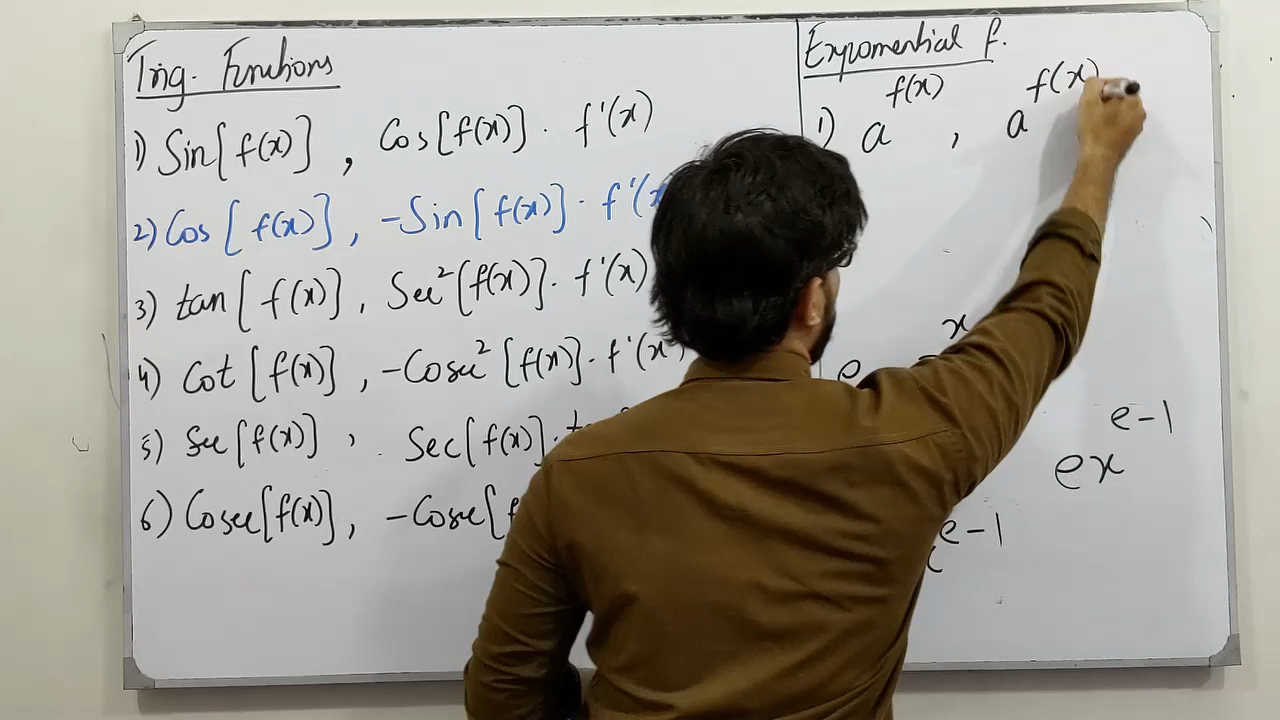 Trig. Functions
1) Sin[f(x)] , Cos[f(x)] · f'(x)
2) Cos [f(x)] , -Sin[f(x)] · f'(x
3) tan [f(x)] , Sec²[f(x)] · f'(x)
4) Cot [f(x)] , -Cosec² [f(x)] · f'(x)
5) Sec [f(x)] , Sec[f(x)] ·
6) Cosec[f(x)] , -Cosec[
Exponential f.
1) a^f(x) , a^f(x)
e x
ex^e-1
e-1